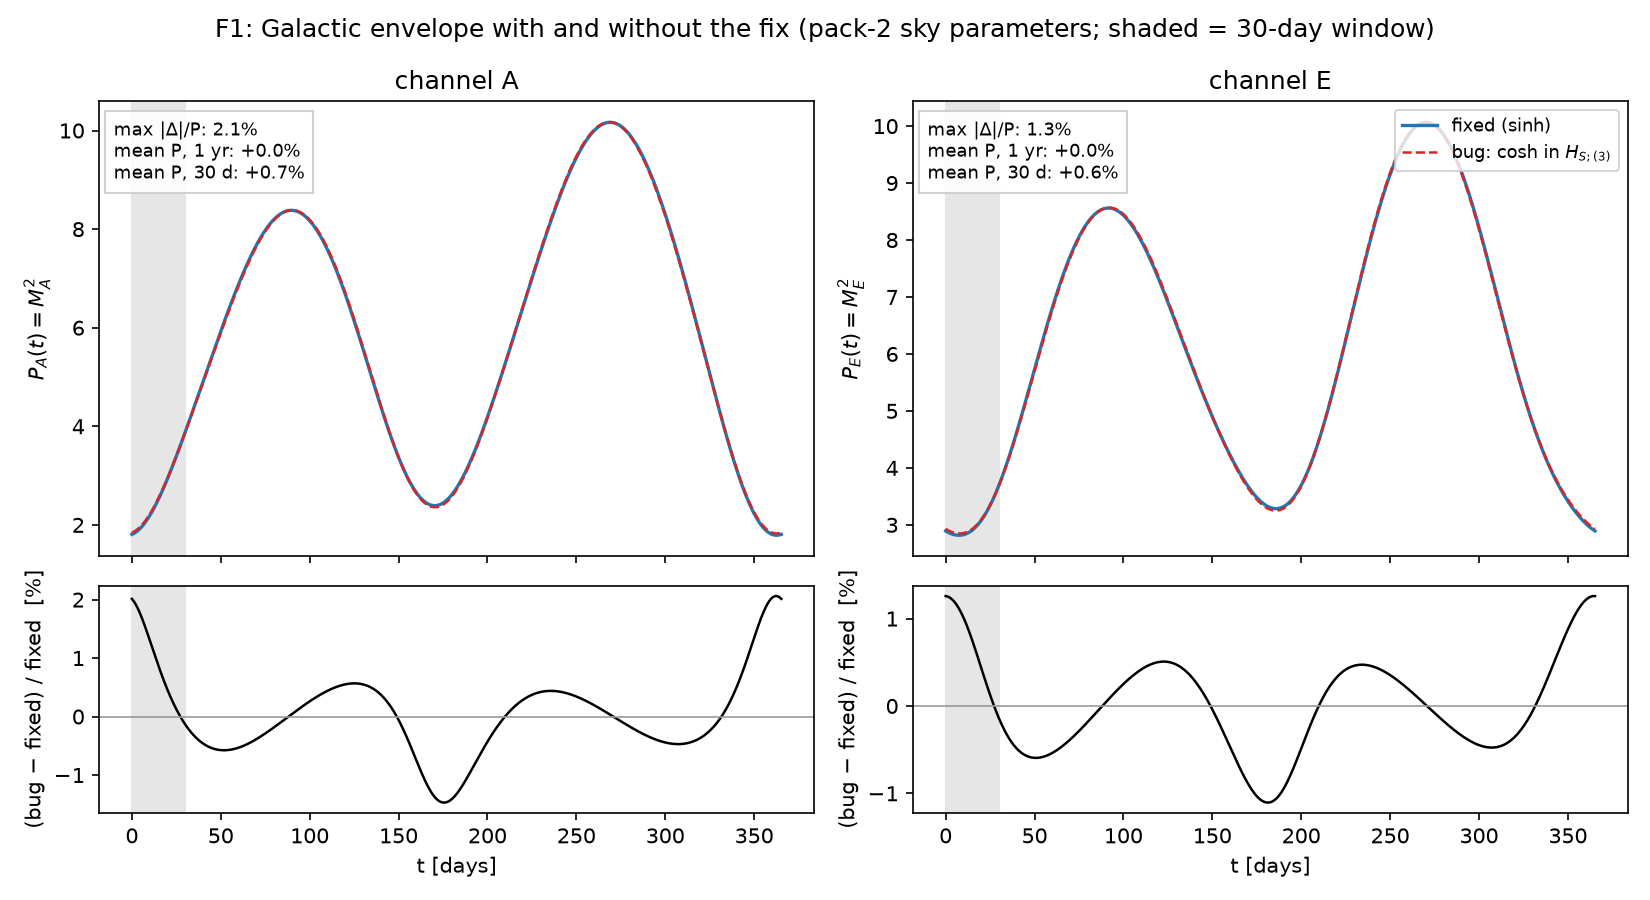 F1: Galactic envelope with and without the fix (pack-2 sky parameters; shaded = 30-day window)
channel A
max |Δ|/P: 2.1%
mean P, 1 yr: +0.0%
mean P, 30 d: +0.7%
10
8
6
4
2
P_A(t) = M_A^2
2
1
0
−1
(bug − fixed) / fixed [%]
0 50 100 150 200 250 300 350
t [days]
channel E
max |Δ|/P: 1.3%
mean P, 1 yr: +0.0%
mean P, 30 d: +0.6%
fixed (sinh)
bug: cosh in H_{S;(3)}
10
9
8
7
6
5
4
3
P_E(t) = M_E^2
1
0
−1
(bug − fixed) / fixed [%]
0 50 100 150 200 250 300 350
t [days]